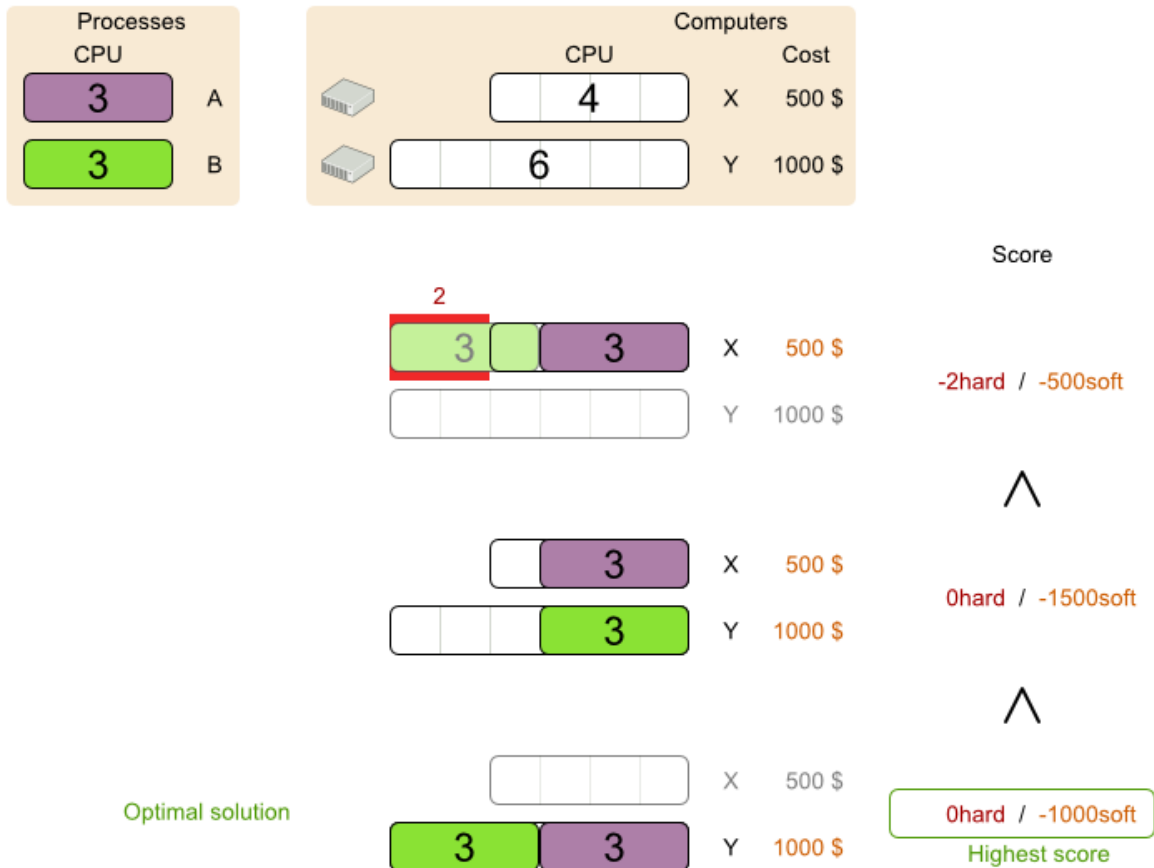 Processes Computers
CPU CPU Cost
3 A 4 X 500 $
3 B 6 Y 1000 $
Score
2
3 3 X 500 $
-2hard / -500soft
Y 1000 $
3 X 500 $
0hard / -1500soft
3 Y 1000 $
X 500 $
Optimal solution 0hard / -1000soft
3 3 Y 1000 $
Highest score